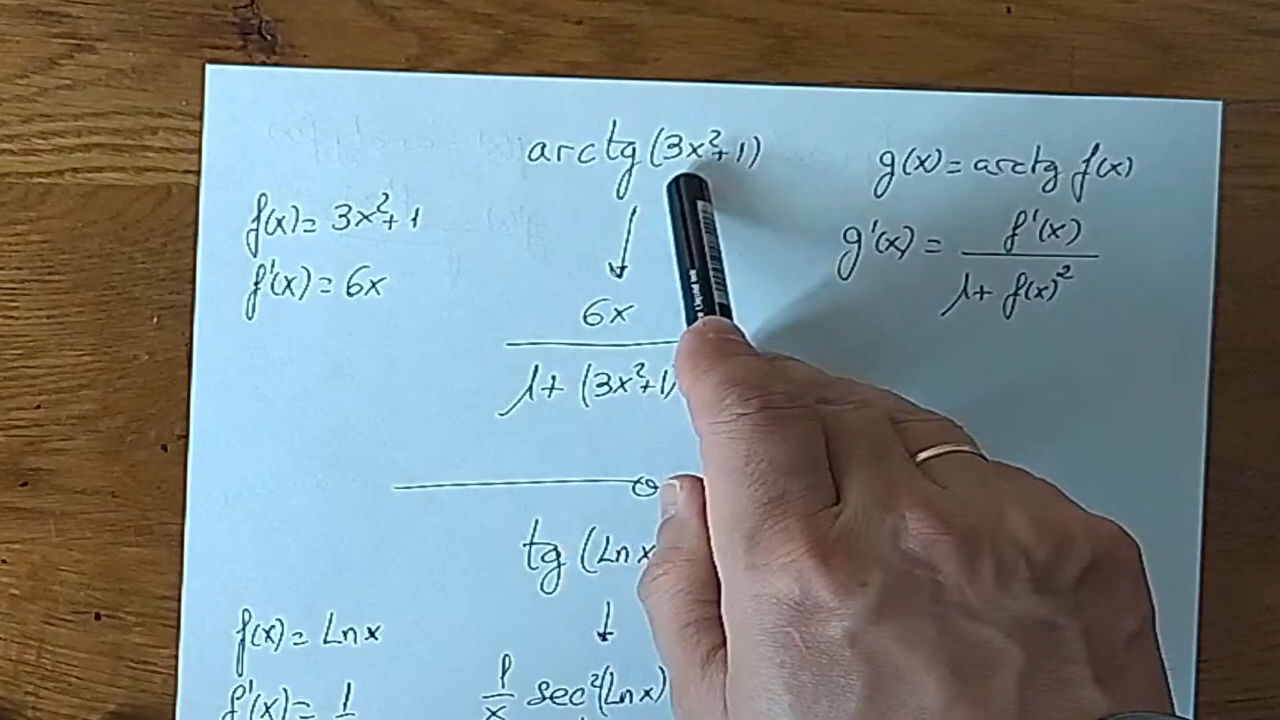 arctg(3x²+1)
f(x)= 3x²+1
f'(x)= 6x
6x
1+ (3x²+1)
g(x)= arctg f(x)
g'(x)= f'(x)
1+ f(x)²
tg (Ln x
f(x)= Ln x
f'(x)= 1
1
x sec²(Ln x)